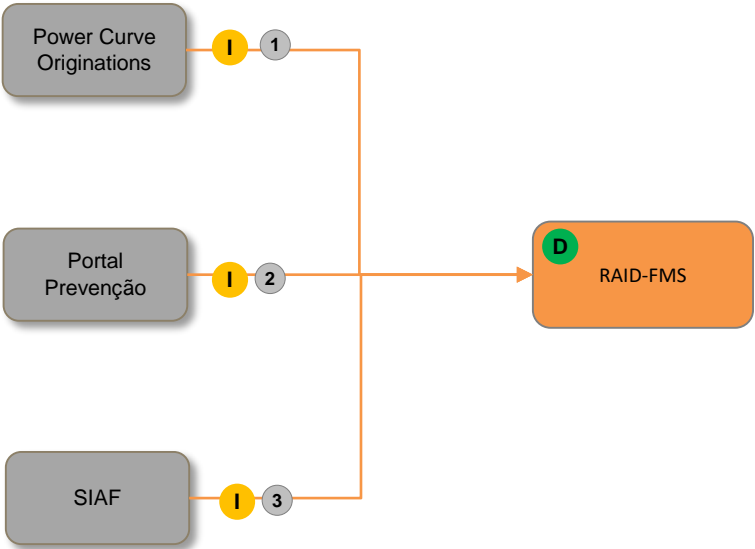 Power Curve
Originations
I
1
D
Portal
Prevenção
I
2
RAID-FMS
SIAF
I
3